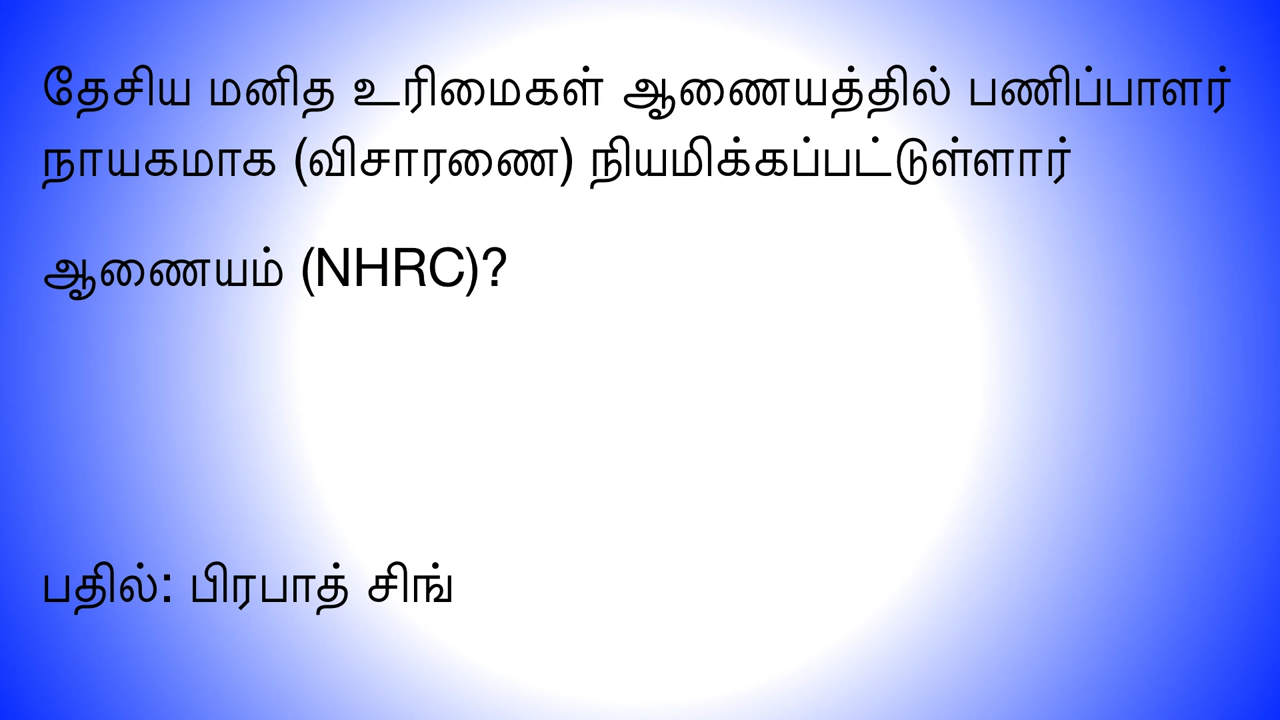 தேசிய மனித உரிமைகள் ஆணையத்தில் பணிப்பாளர்
நாயகமாக (விசாரணை) நியமிக்கப்பட்டுள்ளார்
ஆணையம் (NHRC)?
பதில்: பிரபாத் சிங்